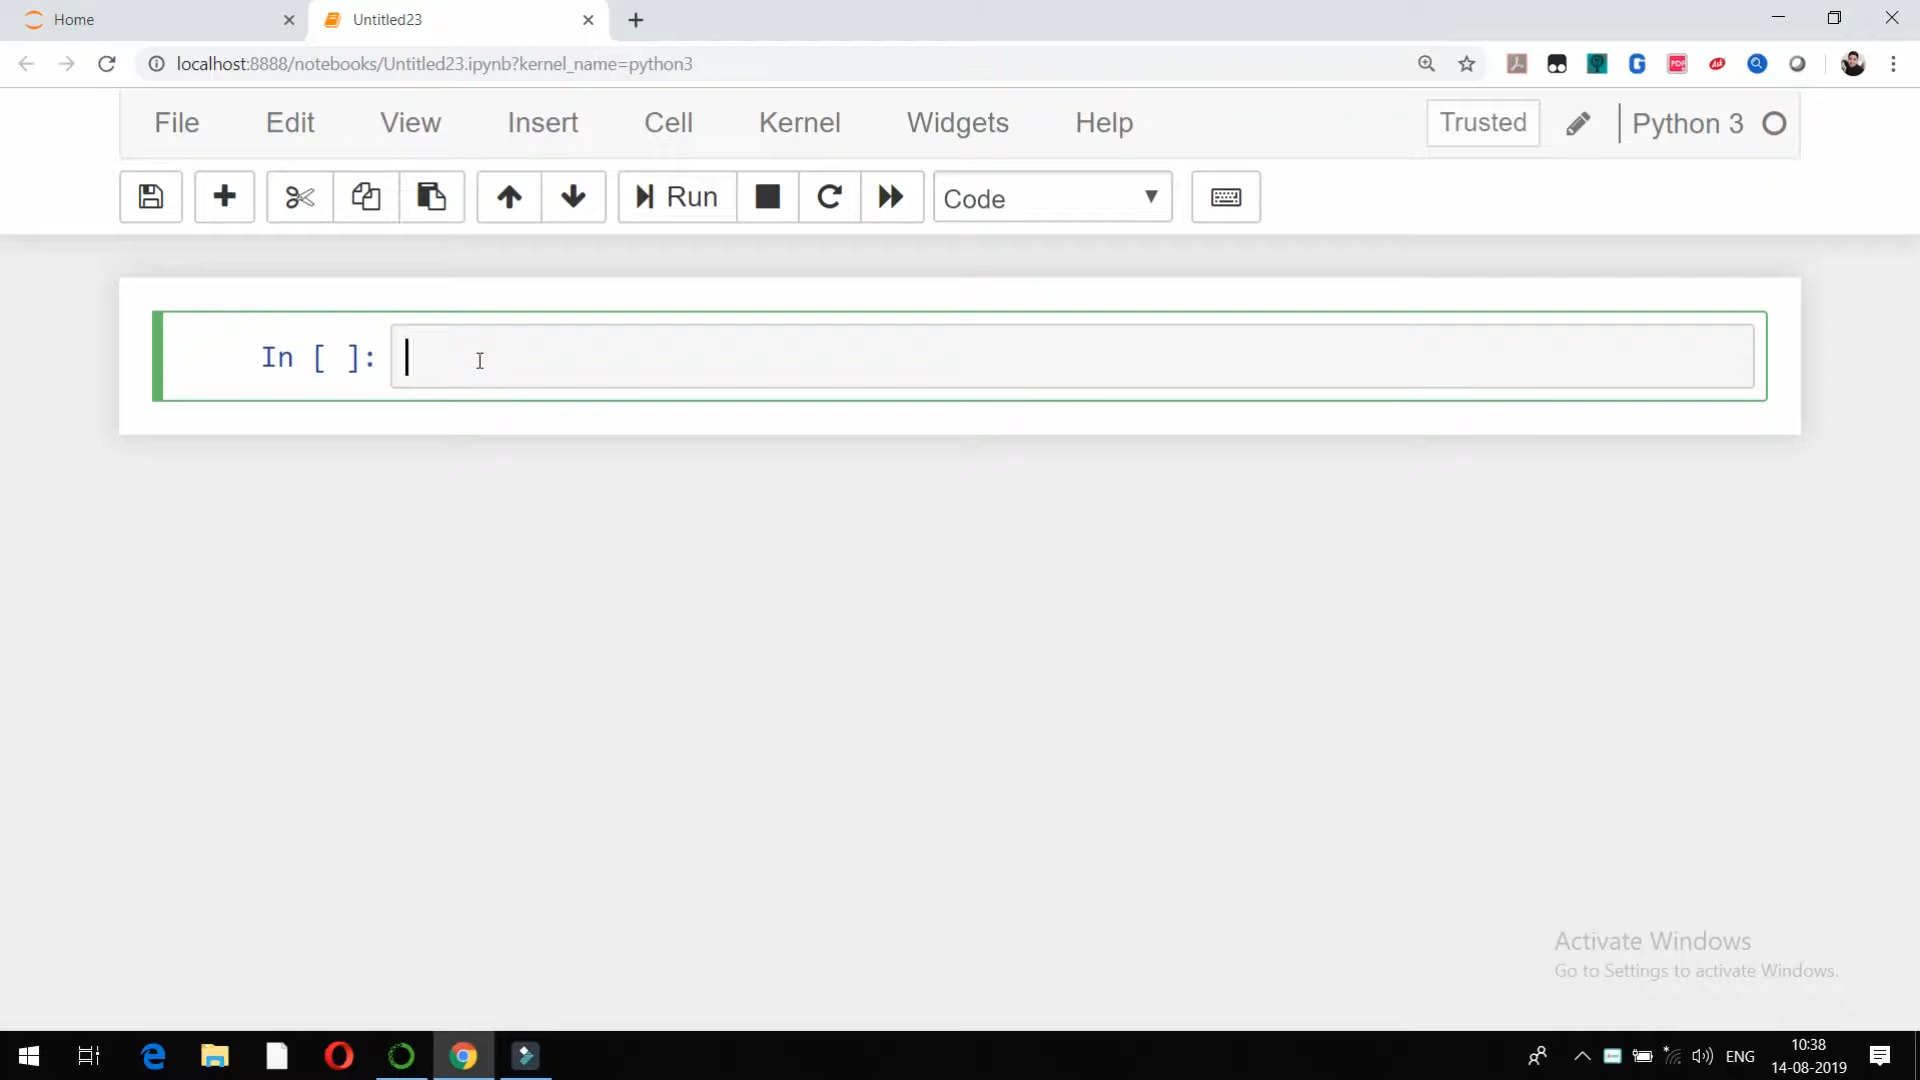 Home
Untitled23
localhost:8888/notebooks/Untitled23.ipynb?kernel_name=python3
File Edit View Insert Cell Kernel Widgets Help Trusted Python 3
Run Code
In [ ]:
Activate Windows
Go to Settings to activate Windows.
ENG
10:38
14-08-2019